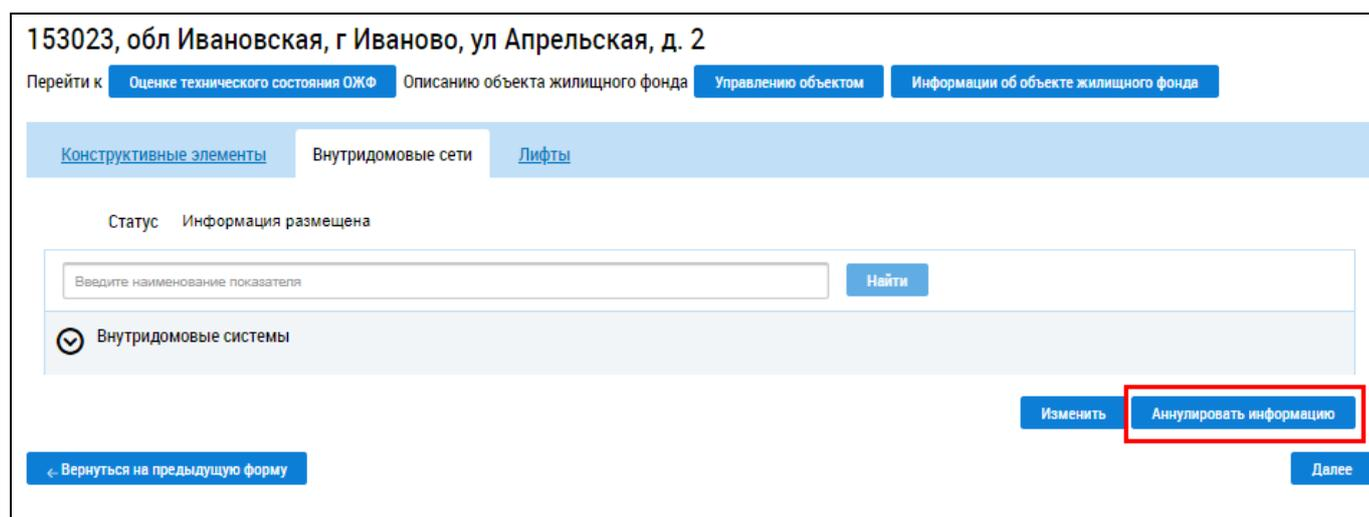 153023, обл Ивановская, г Иваново, ул Апрельская, д. 2
Перейти к Оценке технического состояния ОЖФ Описанию объекта жилищного фонда Управлению объектом Информации об объекте жилищного фонда
Конструктивные элементы Внутридомовые сети Лифты
Статус Информация размещена
Введите наименование показателя Найти
Внутридомовые системы
Изменить Аннулировать информацию
← Вернуться на предыдущую форму Далее